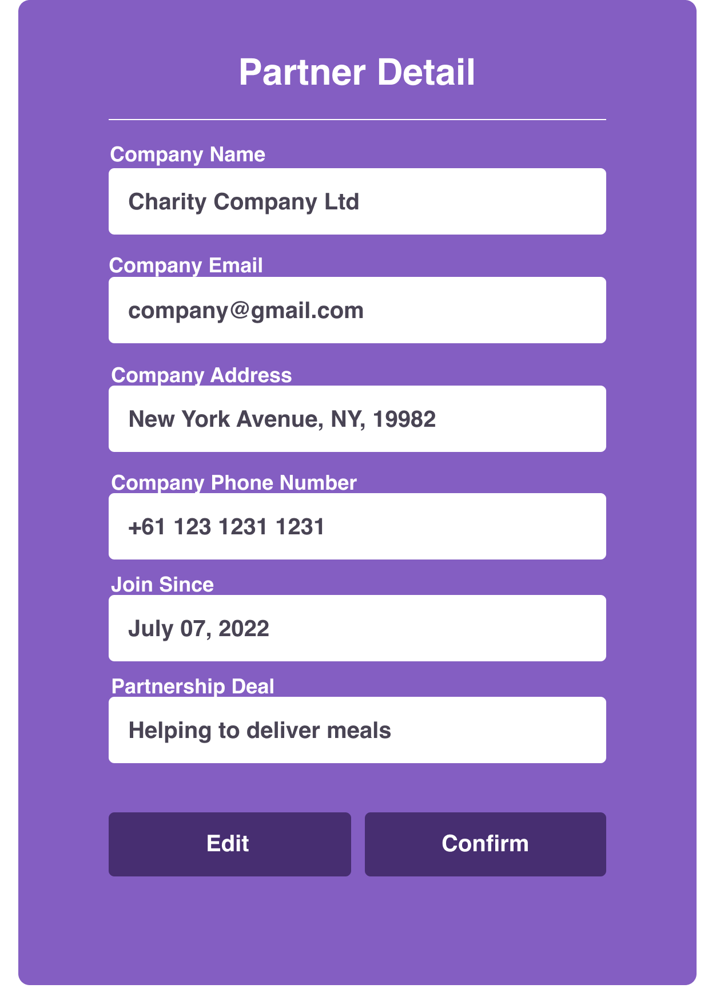 Partner Detail
Company Name
Charity Company Ltd
Company Email
company@gmail.com
Company Address
New York Avenue, NY, 19982
Company Phone Number
+61 123 1231 1231
Join Since
July 07, 2022
Partnership Deal
Helping to deliver meals
Edit
Confirm